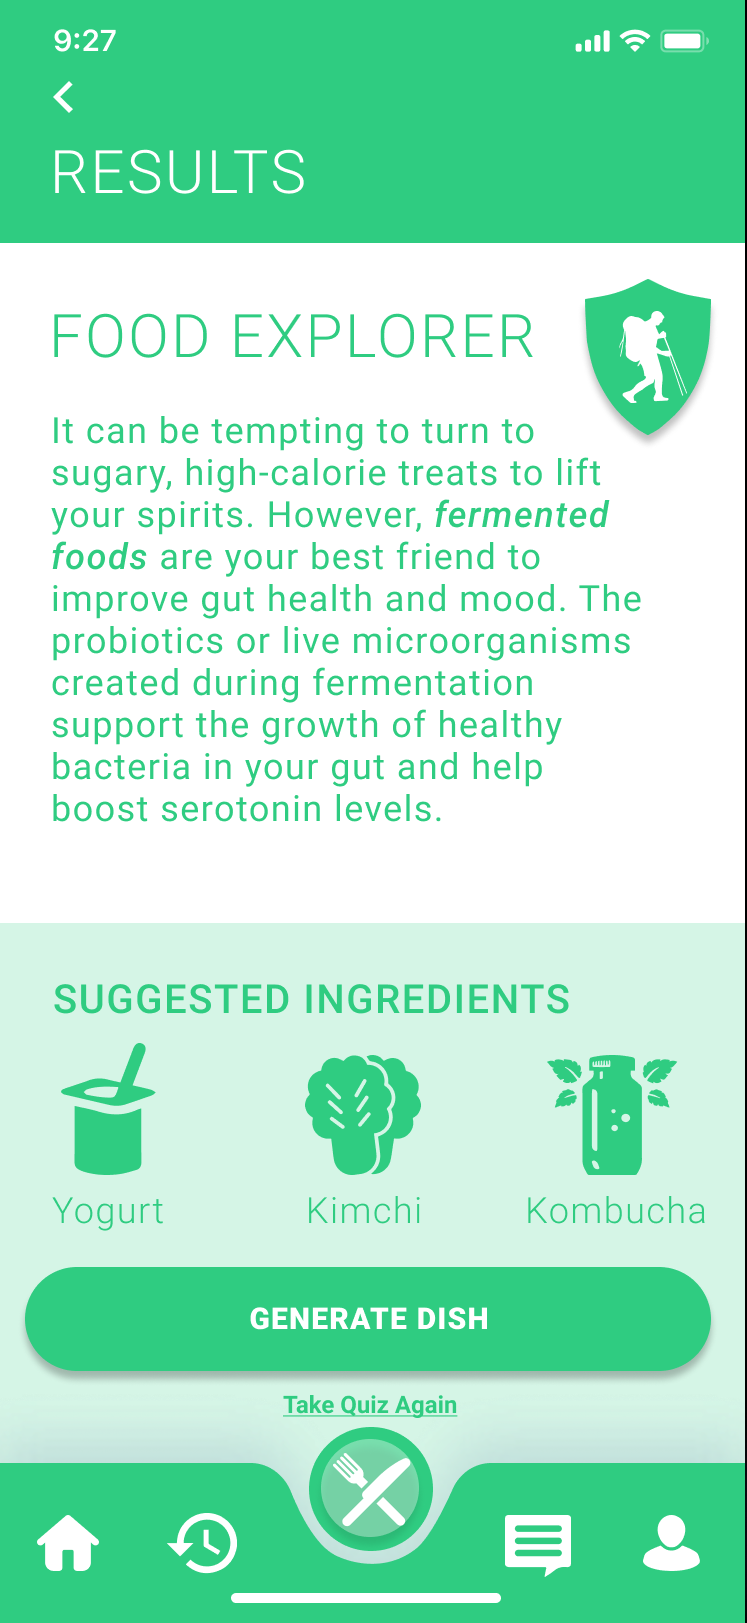 9:27
RESULTS
FOOD EXPLORER
It can be tempting to turn to
sugary, high-calorie treats to lift
your spirits. However, fermented
foods are your best friend to
improve gut health and mood. The
probiotics or live microorganisms
created during fermentation
support the growth of healthy
bacteria in your gut and help
boost serotonin levels.
SUGGESTED INGREDIENTS
Yogurt
Kimchi
Kombucha
GENERATE DISH
Take Quiz Again